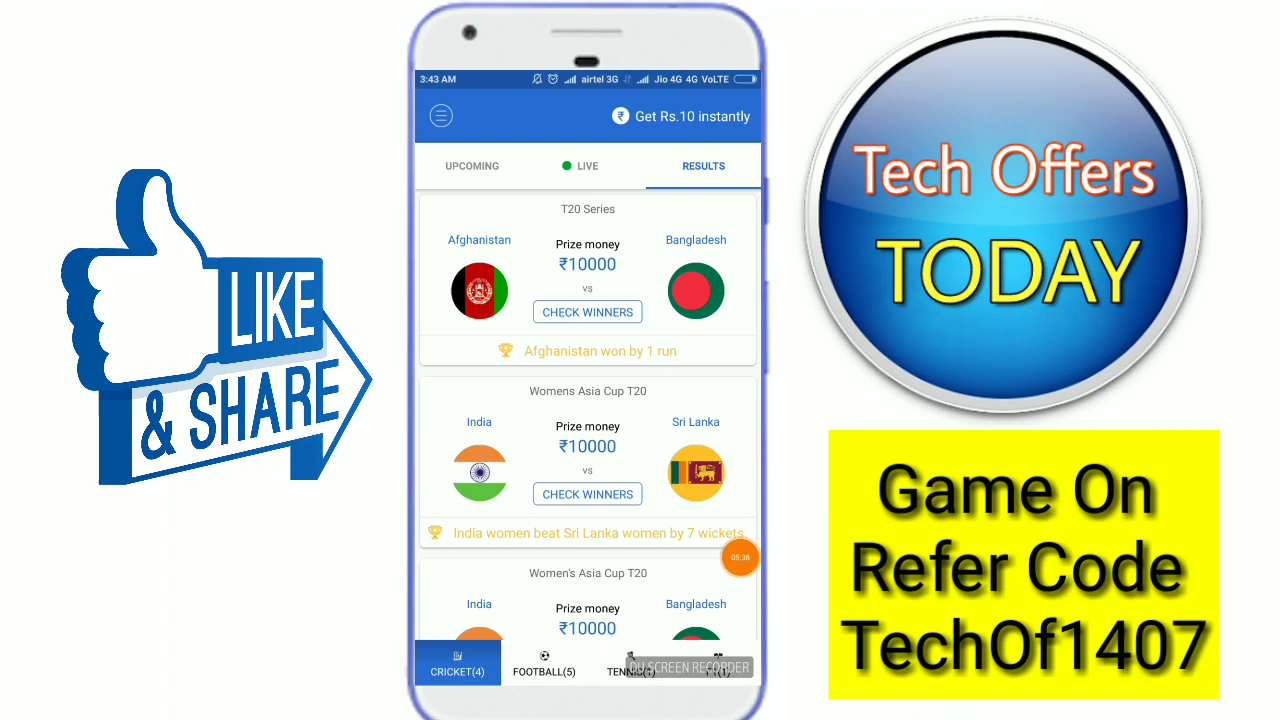 LIKE
& SHARE
3:43 AM airtel 3G Jio 4G 4G VoLTE
₹ Get Rs.10 instantly
UPCOMING LIVE RESULTS
T20 Series
Afghanistan Prize money Bangladesh
₹10000
vs
CHECK WINNERS
Afghanistan won by 1 run
Womens Asia Cup T20
India Prize money Sri Lanka
₹10000
vs
CHECK WINNERS
India women beat Sri Lanka women by 7 wickets.
05:38
Women's Asia Cup T20
India Prize money Bangladesh
₹10000
DU SCREEN RECORDER
CRICKET(4) FOOTBALL(5) TENNIS(1)
Tech Offers
TODAY
Game On
Refer Code
TechOf1407